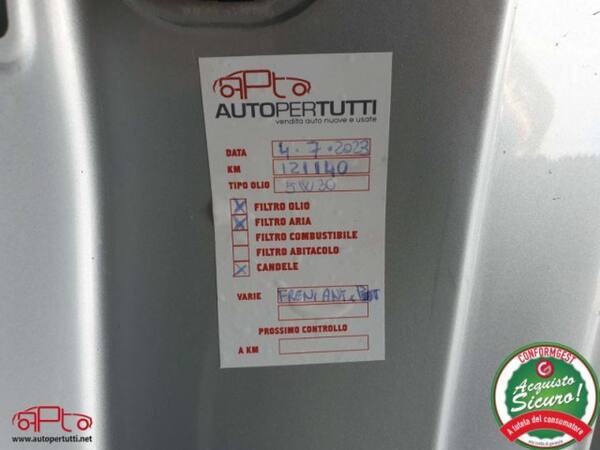 APt
AUTOPERTUTTI
vendita auto nuove e usate
DATA 4.7.2023
KM 121140
TIPO OLIO 5W30
X FILTRO OLIO
X FILTRO ARIA
FILTRO COMBUSTIBILE
FILTRO ABITACOLO
X CANDELE
VARIE FRENI ANT. e POST
PROSSIMO CONTROLLO
A KM
APto
www.autopertutti.net
CONFORMGEST
Acquisto
Sicuro!
A tutela del consumatore